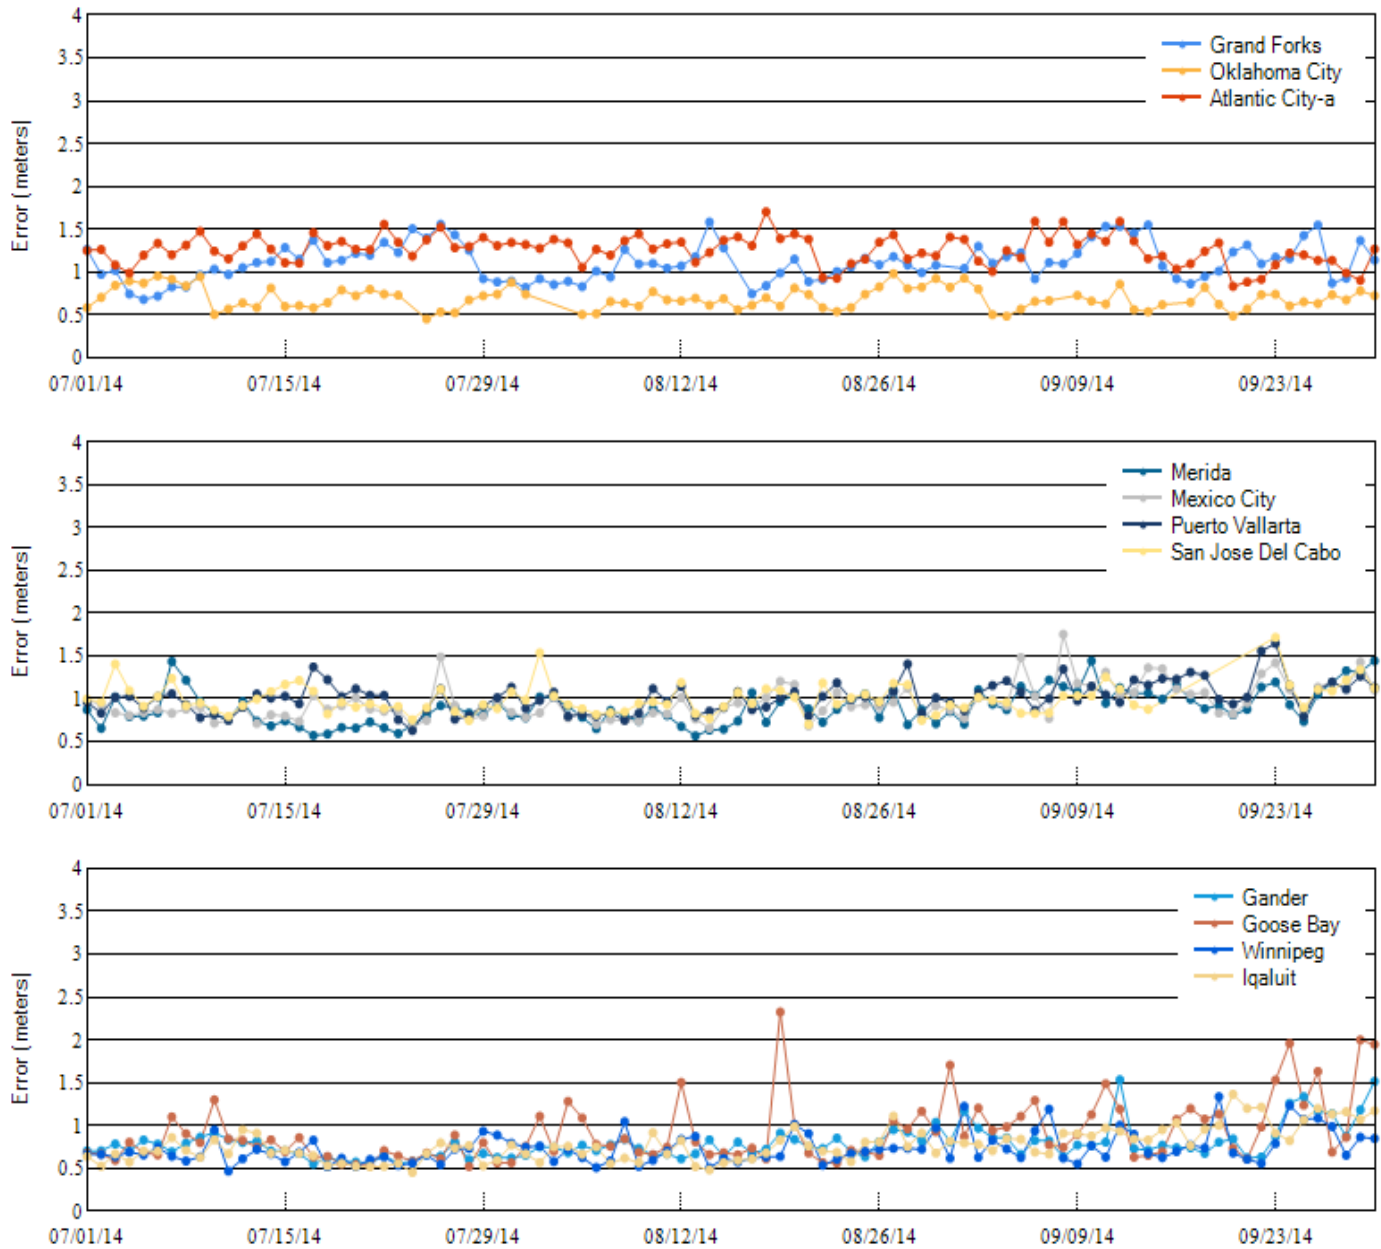 4
3.5
3
2.5
2
1.5
1
0.5
0
Error (meters)
Grand Forks
Oklahoma City
Atlantic City-a
07/01/14 07/15/14 07/29/14 08/12/14 08/26/14 09/09/14 09/23/14
4
3.5
3
2.5
2
1.5
1
0.5
0
Error (meters)
Merida
Mexico City
Puerto Vallarta
San Jose Del Cabo
07/01/14 07/15/14 07/29/14 08/12/14 08/26/14 09/09/14 09/23/14
4
3.5
3
2.5
2
1.5
1
0.5
0
Error (meters)
Gander
Goose Bay
Winnipeg
Iqaluit
07/01/14 07/15/14 07/29/14 08/12/14 08/26/14 09/09/14 09/23/14